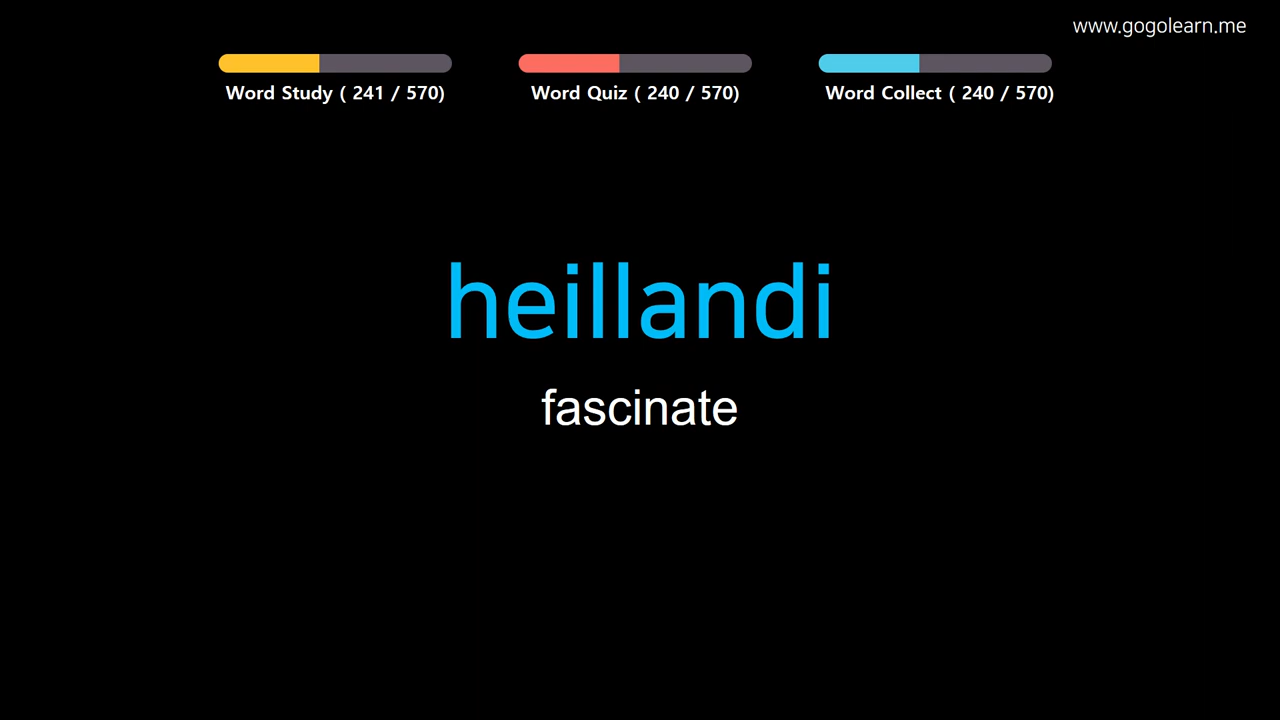 www.gogolearn.me
Word Study ( 241 / 570)
Word Quiz ( 240 / 570)
Word Collect ( 240 / 570)
heillandi
fascinate